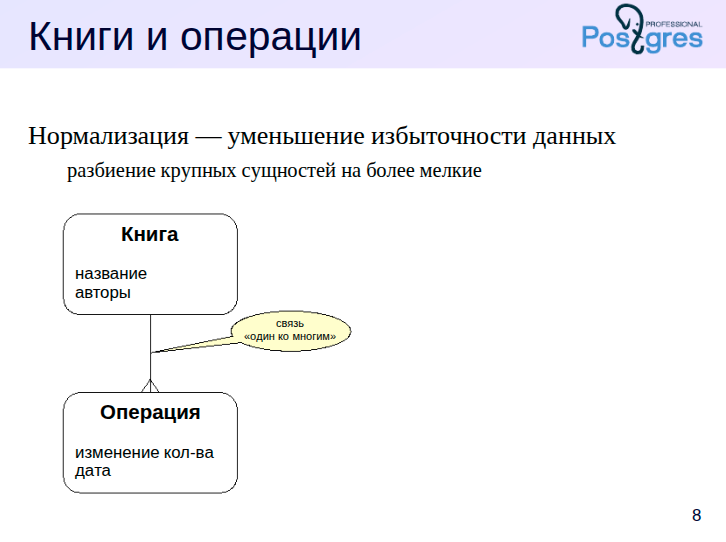 Книги и операции
PROFESSIONAL
Postgres
Нормализация — уменьшение избыточности данных
разбиение крупных сущностей на более мелкие
Книга
название
авторы
связь
«один ко многим»
Операция
изменение кол-ва
дата
8